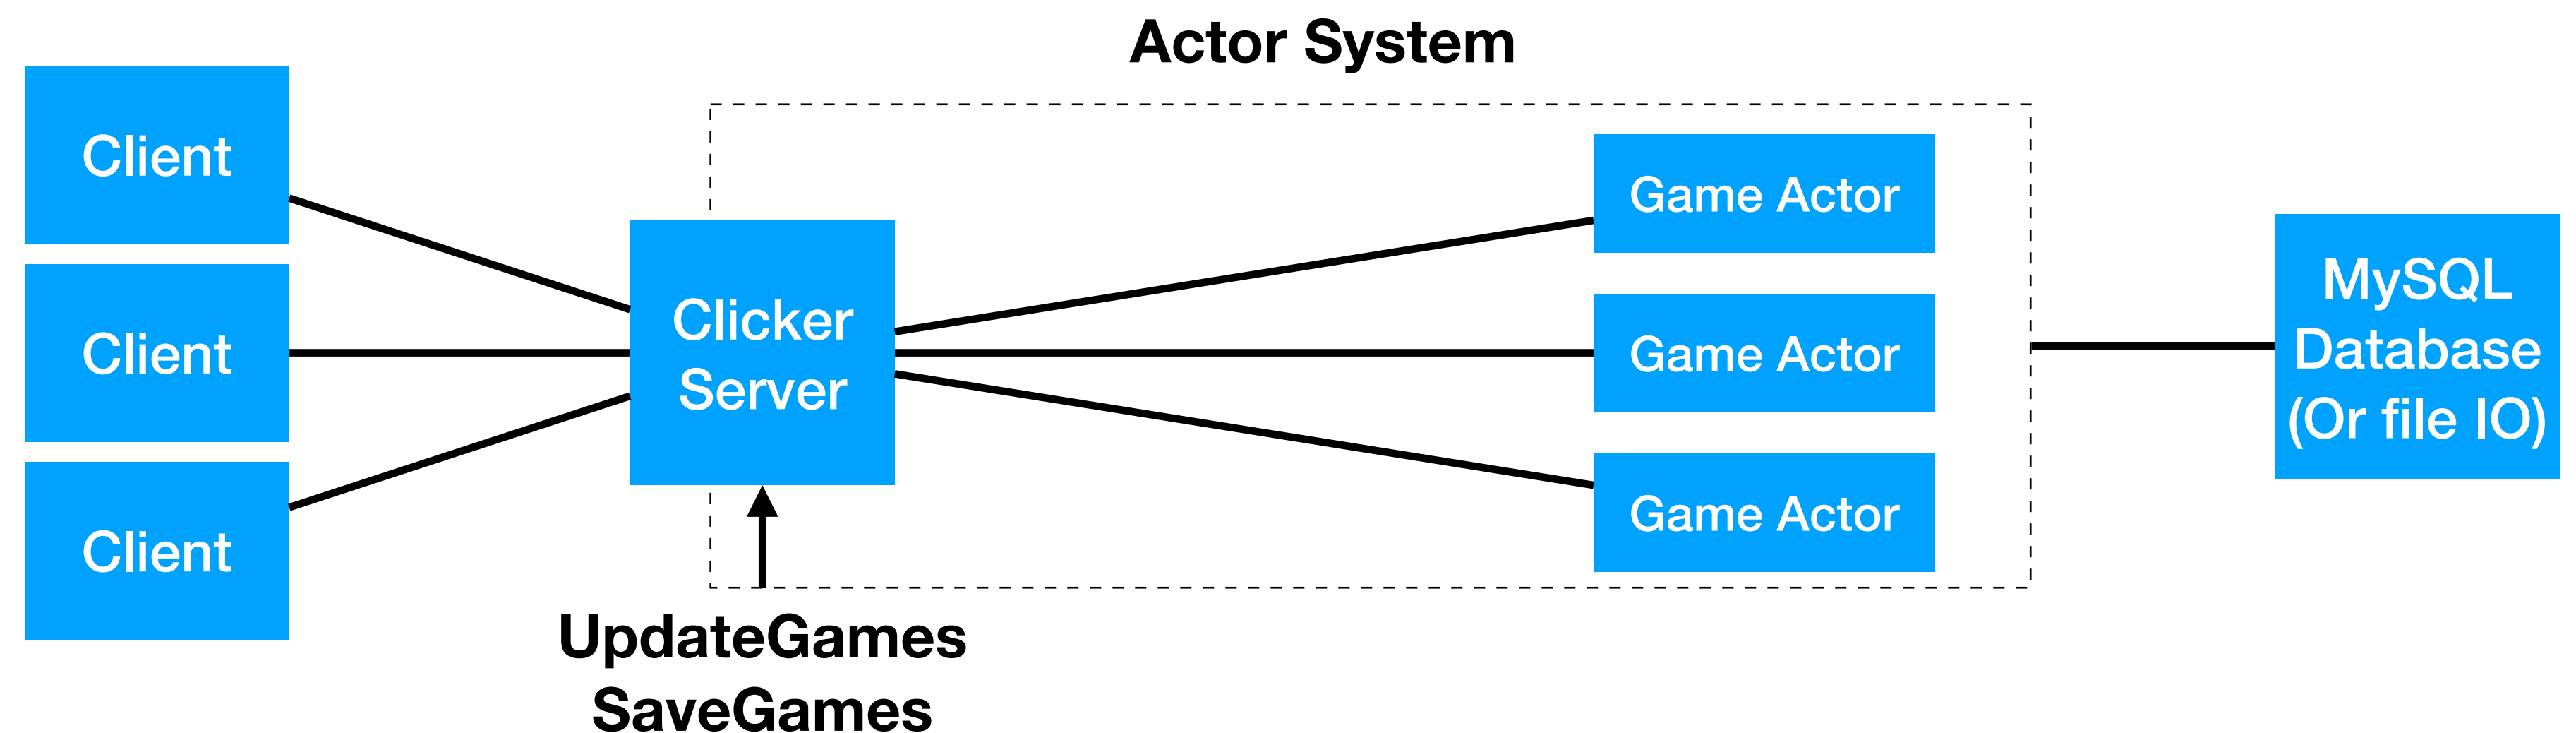 Actor System
Client
Client
Client
Clicker
Server
Game Actor
Game Actor
Game Actor
MySQL
Database
(Or file IO)
UpdateGames
SaveGames